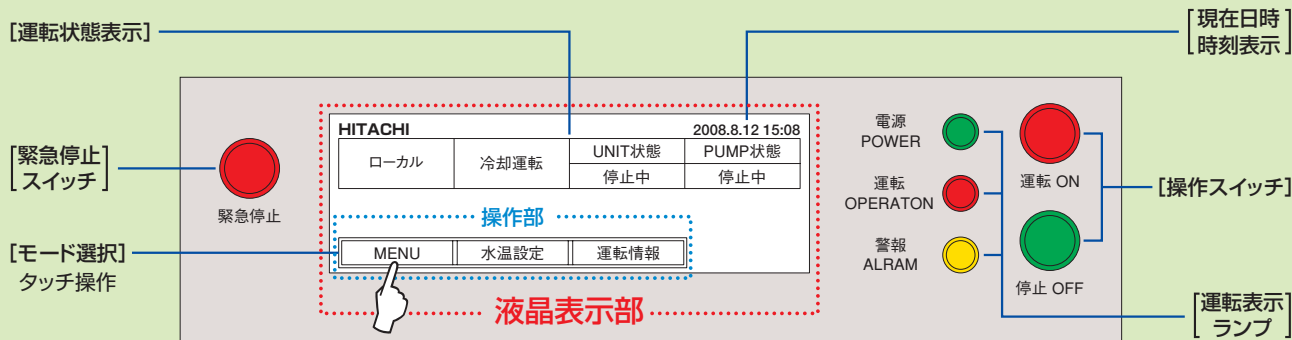 [運転状態表示]
[現在日時
時刻表示]
HITACHI
2008.8.12 15:08
ローカル
冷却運転
UNIT状態
PUMP状態
停止中
停止中
操作部
MENU
水温設定
運転情報
液晶表示部
[緊急停止
スイッチ]
緊急停止
[モード選択]
タッチ操作
電源
POWER
運転
OPERATON
警報
ALRAM
運転 ON
停止 OFF
[操作スイッチ]
[運転表示
ランプ]